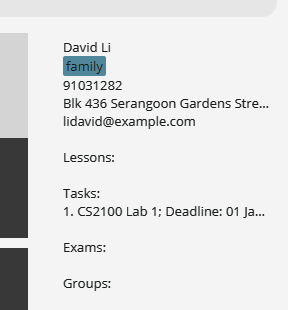 David Li
family
91031282
Blk 436 Serangoon Gardens Stre...
lidavid@example.com
Lessons:
Tasks:
1. CS2100 Lab 1; Deadline: 01 Ja...
Exams:
Groups: